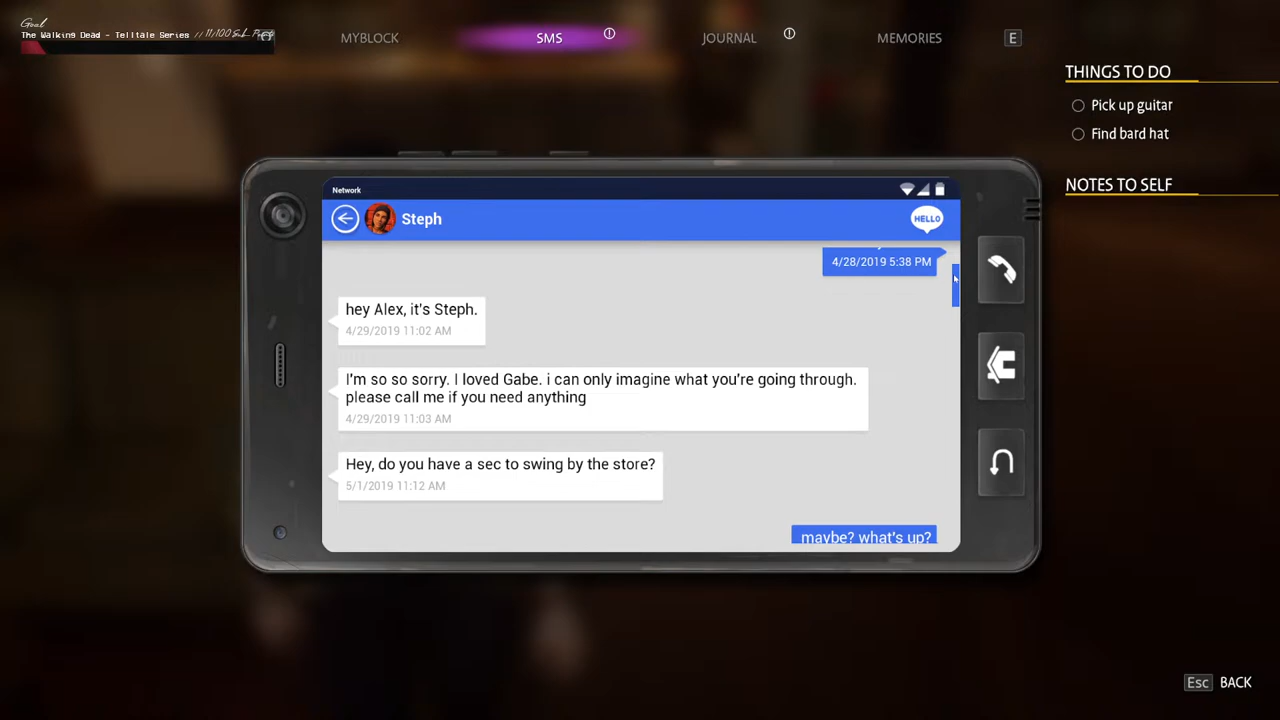 Goal
The Walking Dead - Telltale Series // 11/100
MYBLOCK
SMS
JOURNAL
MEMORIES
E
THINGS TO DO
Pick up guitar
Find bard hat
NOTES TO SELF
Network
Steph
HELLO
4/28/2019 5:38 PM
hey Alex, it's Steph.
4/29/2019 11:02 AM
I'm so so sorry. I loved Gabe. i can only imagine what you're going through.
please call me if you need anything
4/29/2019 11:03 AM
Hey, do you have a sec to swing by the store?
5/1/2019 11:12 AM
maybe? what's up?
Esc BACK